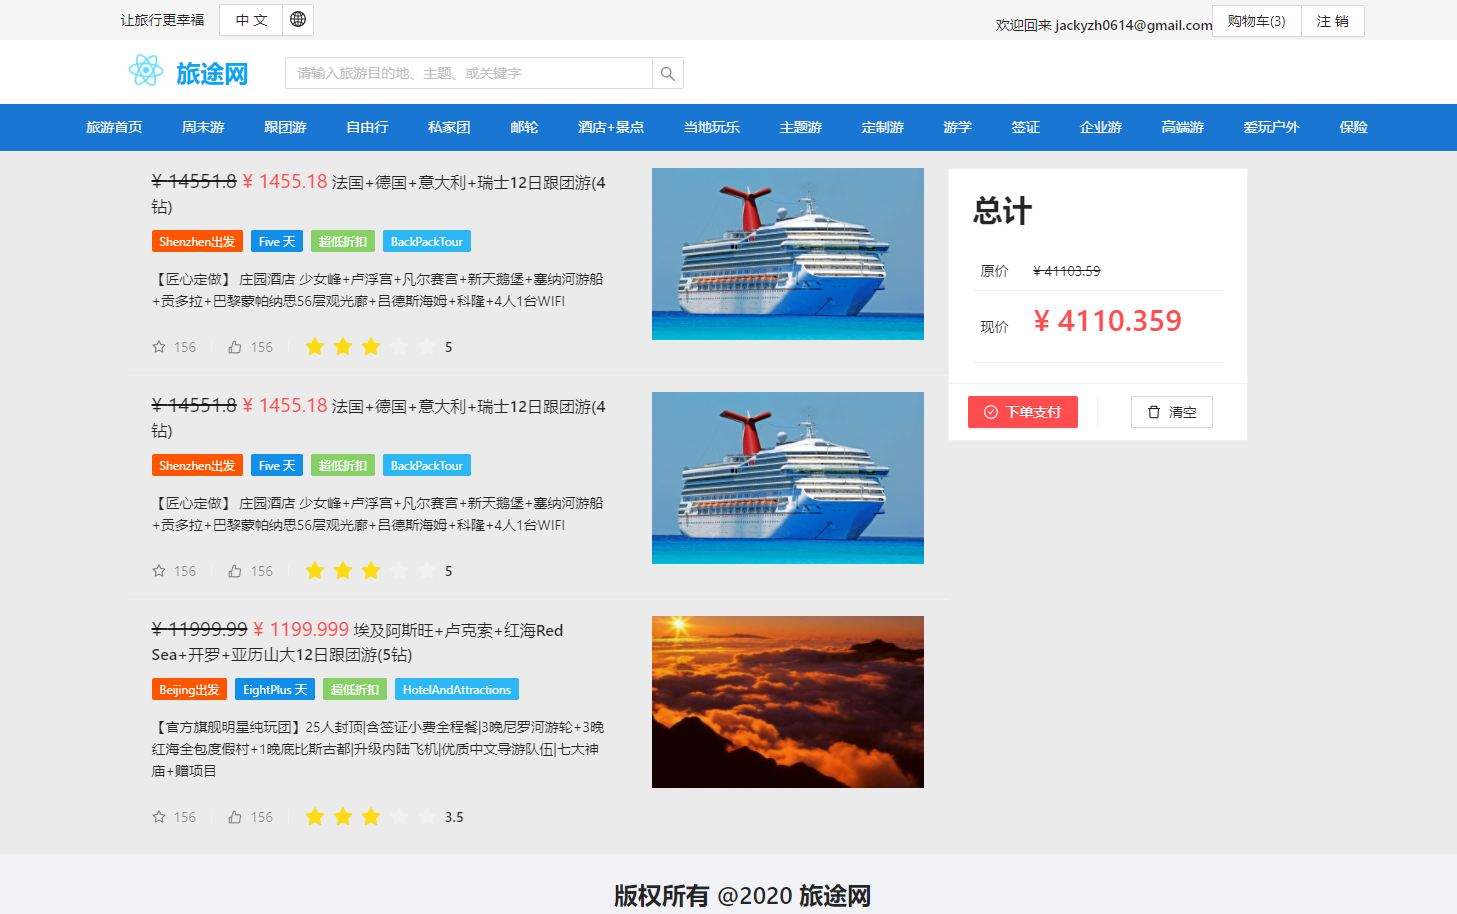 让旅行更幸福 中 文
欢迎回来 jackyzh0614@gmail.com 购物车(3) 注 销
旅途网 请输入旅游目的地、主题、或关键字
旅游首页 周末游 跟团游 自由行 私家团 邮轮 酒店+景点 当地玩乐 主题游 定制游 游学 签证 企业游 高端游 爱玩户外 保险
¥ 14551.8 ¥ 1455.18 法国+德国+意大利+瑞士12日跟团游(4
钻)
Shenzhen出发 Five 天 超低折扣 BackPackTour
【匠心定做】 庄园酒店 少女峰+卢浮宫+凡尔赛宫+新天鹅堡+塞纳河游船
+贡多拉+巴黎蒙帕纳思56层观光廊+吕德斯海姆+科隆+4人1台WIFI
156 156 5
¥ 14551.8 ¥ 1455.18 法国+德国+意大利+瑞士12日跟团游(4
钻)
Shenzhen出发 Five 天 超低折扣 BackPackTour
【匠心定做】 庄园酒店 少女峰+卢浮宫+凡尔赛宫+新天鹅堡+塞纳河游船
+贡多拉+巴黎蒙帕纳思56层观光廊+吕德斯海姆+科隆+4人1台WIFI
156 156 5
¥ 11999.99 ¥ 1199.999 埃及阿斯旺+卢克索+红海Red
Sea+开罗+亚历山大12日跟团游(5钻)
Beijing出发 EightPlus 天 超低折扣 HotelAndAttractions
【官方旗舰明星纯玩团】25人封顶|含签证小费全程餐|3晚尼罗河游轮+3晚
红海全包度假村+1晚底比斯古都|升级内陆飞机|优质中文导游队伍|七大神
庙+赠项目
156 156 3.5
总计
原价 ¥ 41103.59
现价 ¥ 4110.359
下单支付 清空
版权所有 @2020 旅途网